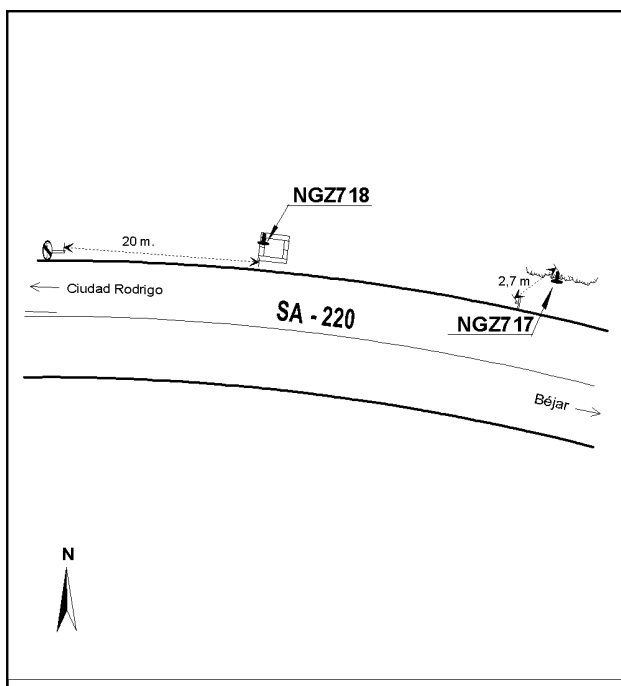 NGZ718
20 m.
2,7 m
Ciudad Rodrigo
SA - 220
NGZ717
Béjar
N